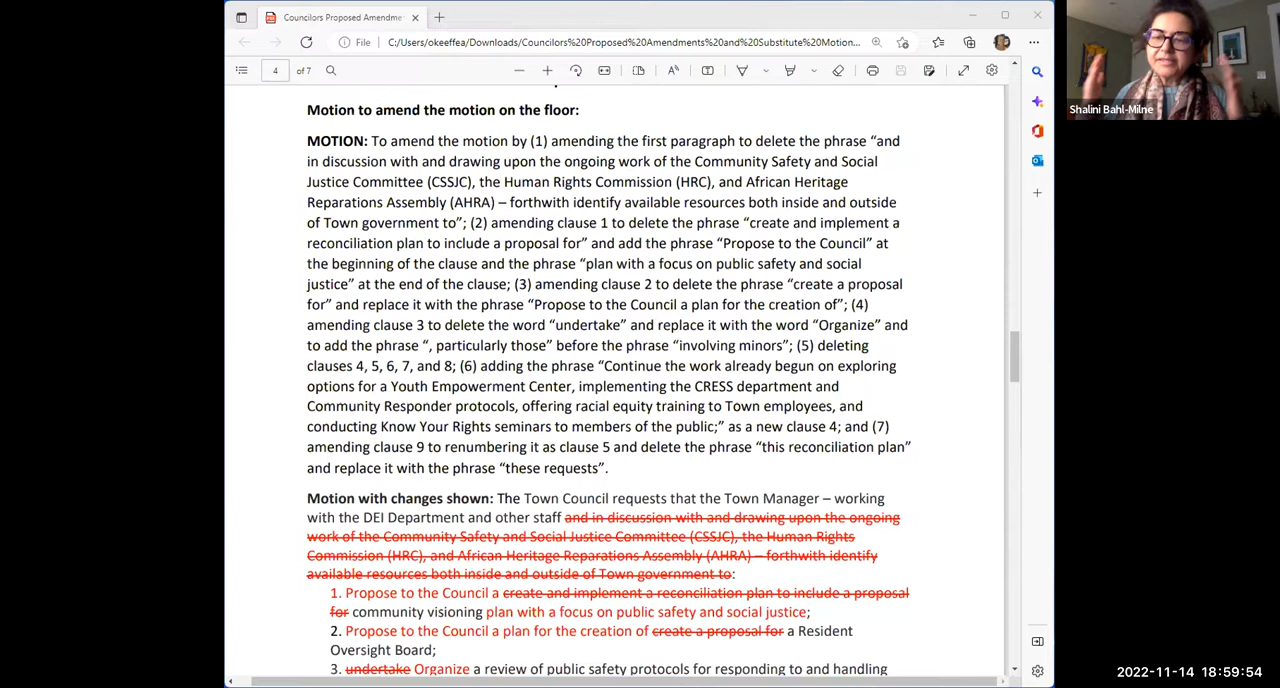 Councilors Proposed Amendme
File C:/Users/okeeffea/Downloads/Councilors%20Proposed%20Amendments%20and%20Substitute%20Motion...
4 of 7
Shalini Bahl-Milne
Motion to amend the motion on the floor:
MOTION: To amend the motion by (1) amending the first paragraph to delete the phrase “and
in discussion with and drawing upon the ongoing work of the Community Safety and Social
Justice Committee (CSSJC), the Human Rights Commission (HRC), and African Heritage
Reparations Assembly (AHRA) – forthwith identify available resources both inside and outside
of Town government to”; (2) amending clause 1 to delete the phrase “create and implement a
reconciliation plan to include a proposal for” and add the phrase “Propose to the Council” at
the beginning of the clause and the phrase “plan with a focus on public safety and social
justice” at the end of the clause; (3) amending clause 2 to delete the phrase “create a proposal
for” and replace it with the phrase “Propose to the Council a plan for the creation of”; (4)
amending clause 3 to delete the word “undertake” and replace it with the word “Organize” and
to add the phrase “, particularly those” before the phrase “involving minors”; (5) deleting
clauses 4, 5, 6, 7, and 8; (6) adding the phrase “Continue the work already begun on exploring
options for a Youth Empowerment Center, implementing the CRESS department and
Community Responder protocols, offering racial equity training to Town employees, and
conducting Know Your Rights seminars to members of the public;” as a new clause 4; and (7)
amending clause 9 to renumbering it as clause 5 and delete the phrase “this reconciliation plan”
and replace it with the phrase “these requests”.
Motion with changes shown: The Town Council requests that the Town Manager – working
with the DEI Department and other staff and in discussion with and drawing upon the ongoing
work of the Community Safety and Social Justice Committee (CSSJC), the Human Rights
Commission (HRC), and African Heritage Reparations Assembly (AHRA) – forthwith identify
available resources both inside and outside of Town government to:
1. Propose to the Council a create and implement a reconciliation plan to include a proposal
for community visioning plan with a focus on public safety and social justice;
2. Propose to the Council a plan for the creation of create a proposal for a Resident
Oversight Board;
3. undertake Organize a review of public safety protocols for responding to and handling
2022-11-14 18:59:54